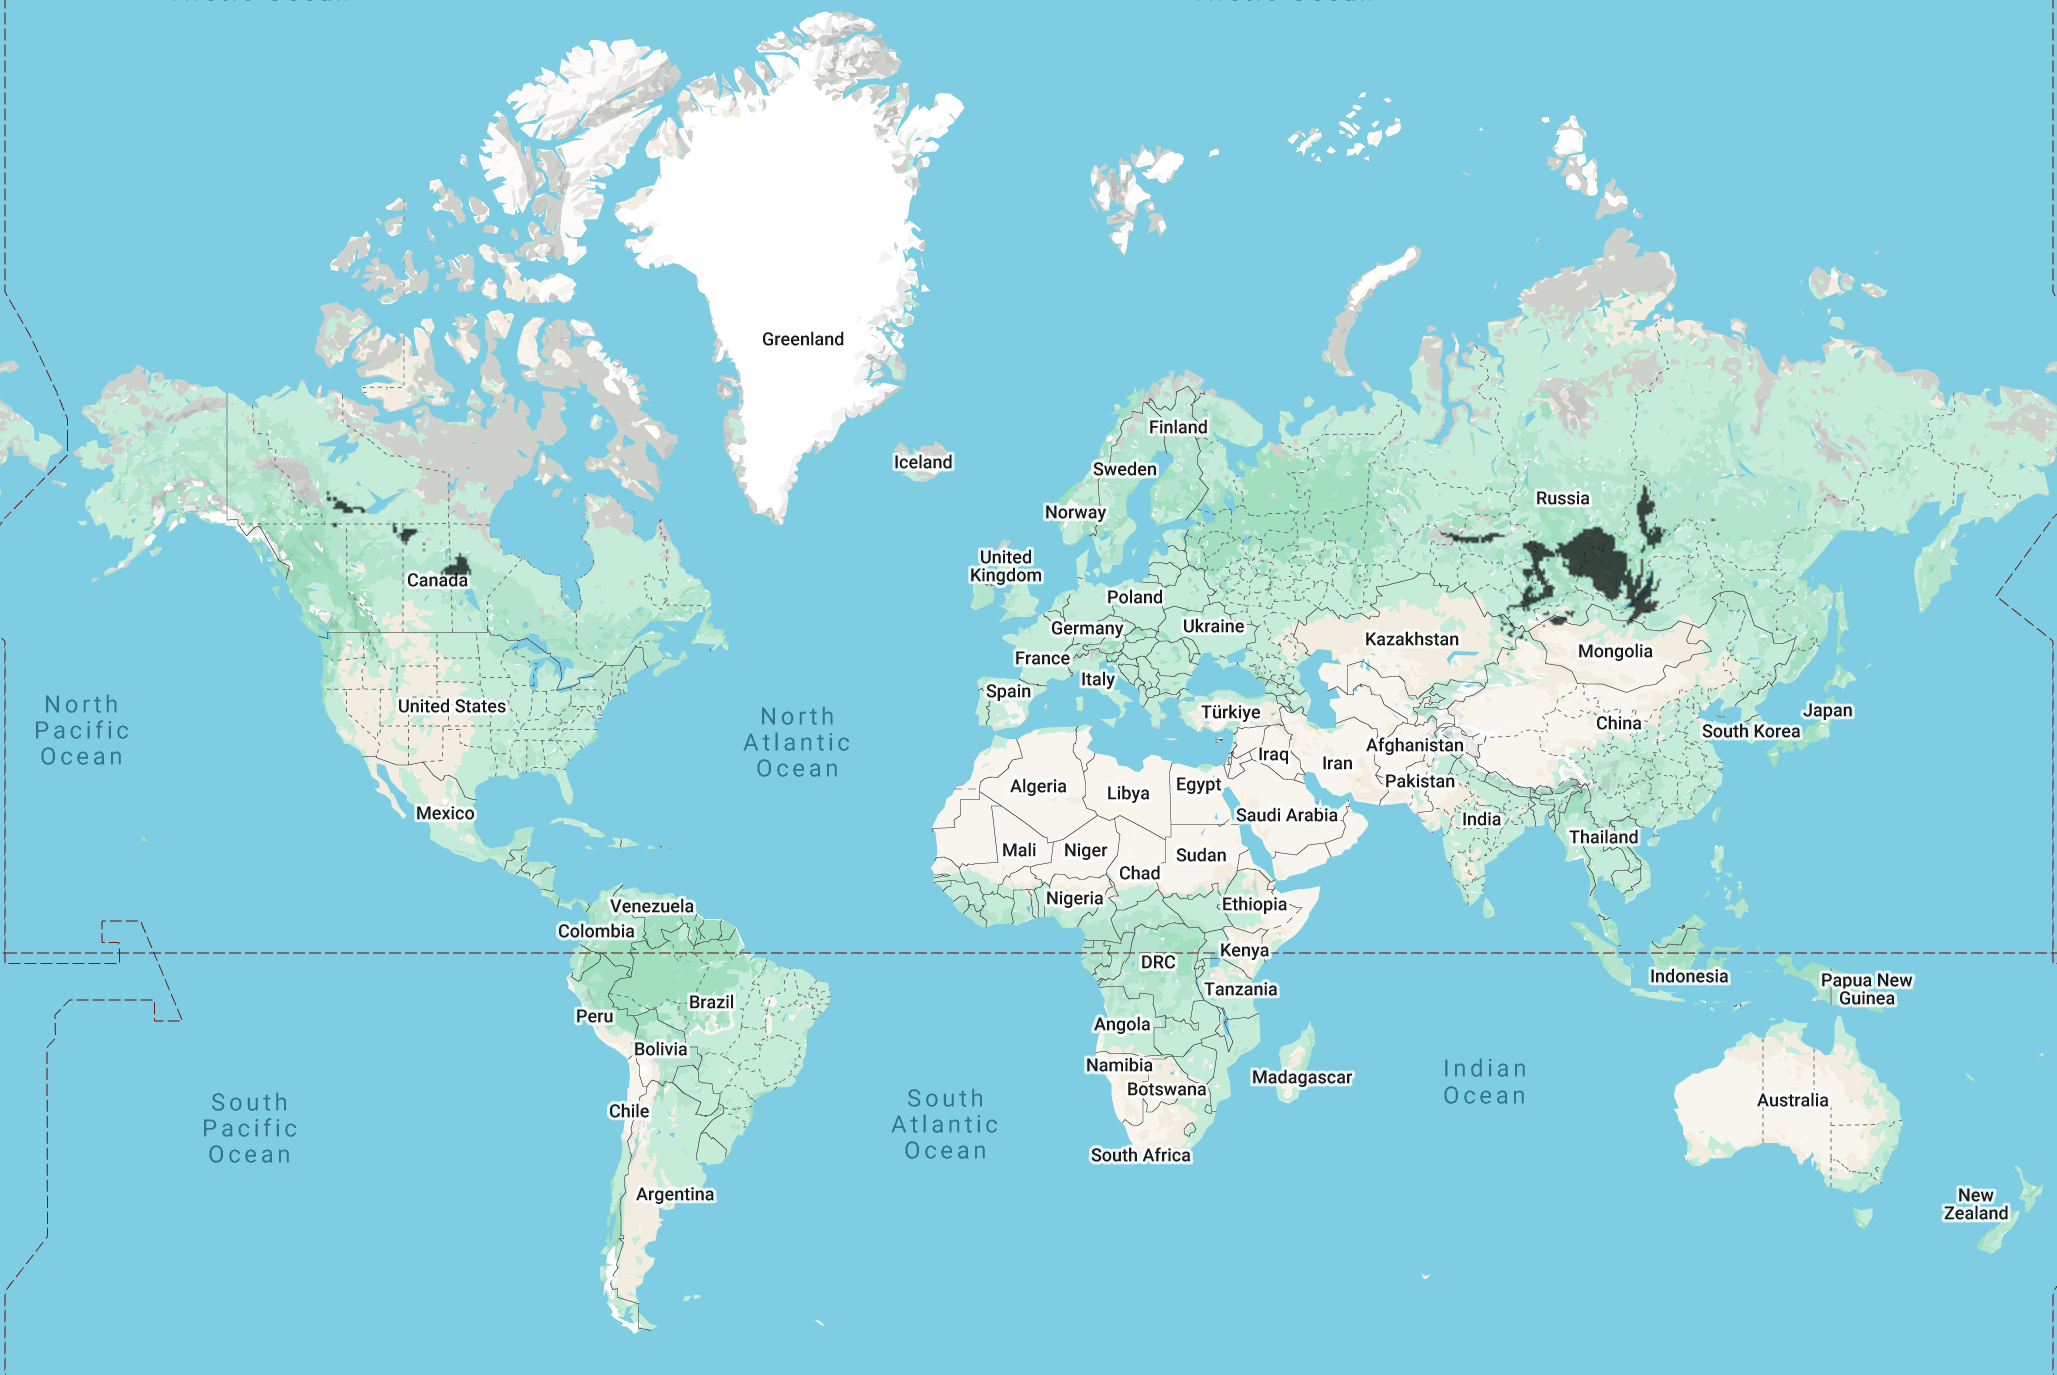 Greenland
Iceland
Finland
Sweden
Norway
Russia
United
Kingdom
Canada
Poland
Germany
Ukraine
France
Kazakhstan
Mongolia
Italy
Spain
United States
Türkiye
China
Japan
South Korea
North
Pacific
Ocean
North
Atlantic
Ocean
Iraq
Iran
Afghanistan
Pakistan
Algeria
Libya
Egypt
Saudi Arabia
India
Mexico
Thailand
Mali
Niger
Sudan
Chad
Nigeria
Ethiopia
Venezuela
Colombia
Kenya
DRC
Indonesia
Tanzania
Papua New
Guinea
Brazil
Peru
Angola
Bolivia
Namibia
Botswana
Madagascar
Indian
Ocean
Australia
Chile
South
Pacific
Ocean
South
Atlantic
Ocean
South Africa
Argentina
New
Zealand